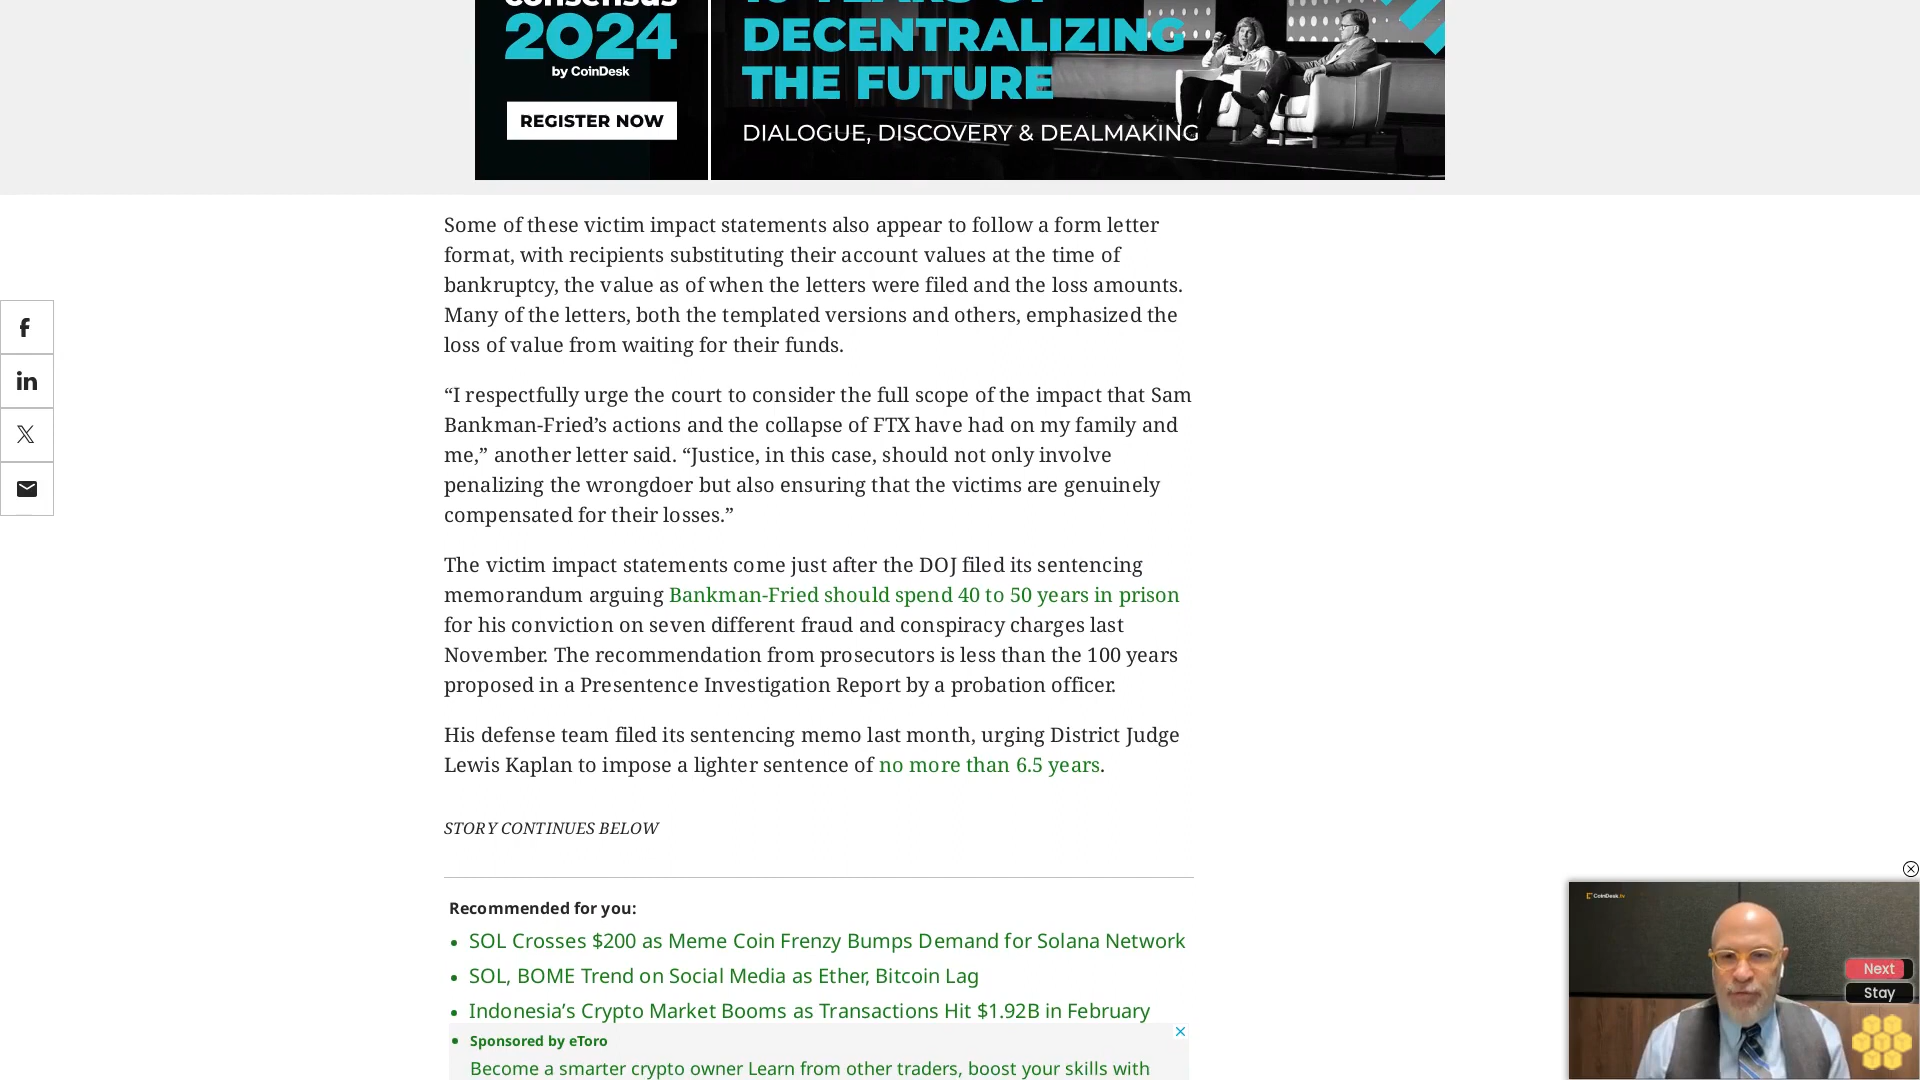 consensus
2024
by CoinDesk
REGISTER NOW
10 YEARS OF
DECENTRALIZING
THE FUTURE
DIALOGUE, DISCOVERY & DEALMAKING
Some of these victim impact statements also appear to follow a form letter
format, with recipients substituting their account values at the time of
bankruptcy, the value as of when the letters were filed and the loss amounts.
Many of the letters, both the templated versions and others, emphasized the
loss of value from waiting for their funds.
“I respectfully urge the court to consider the full scope of the impact that Sam
Bankman-Fried’s actions and the collapse of FTX have had on my family and
me,” another letter said. “Justice, in this case, should not only involve
penalizing the wrongdoer but also ensuring that the victims are genuinely
compensated for their losses.”
The victim impact statements come just after the DOJ filed its sentencing
memorandum arguing Bankman-Fried should spend 40 to 50 years in prison
for his conviction on seven different fraud and conspiracy charges last
November. The recommendation from prosecutors is less than the 100 years
proposed in a Presentence Investigation Report by a probation officer.
His defense team filed its sentencing memo last month, urging District Judge
Lewis Kaplan to impose a lighter sentence of no more than 6.5 years.
STORY CONTINUES BELOW
Recommended for you:
• SOL Crosses $200 as Meme Coin Frenzy Bumps Demand for Solana Network
• SOL, BOME Trend on Social Media as Ether, Bitcoin Lag
• Indonesia’s Crypto Market Booms as Transactions Hit $1.92B in February
• Sponsored by eToro
Become a smarter crypto owner Learn from other traders, boost your skills with
CoinDesk.tv
Next
Stay